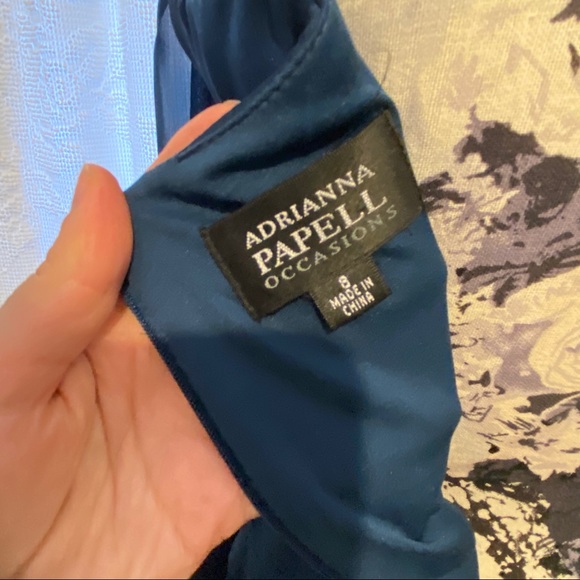 ADRIANNA
PAPELL
OCCASIONS
8
MADE IN
CHINA